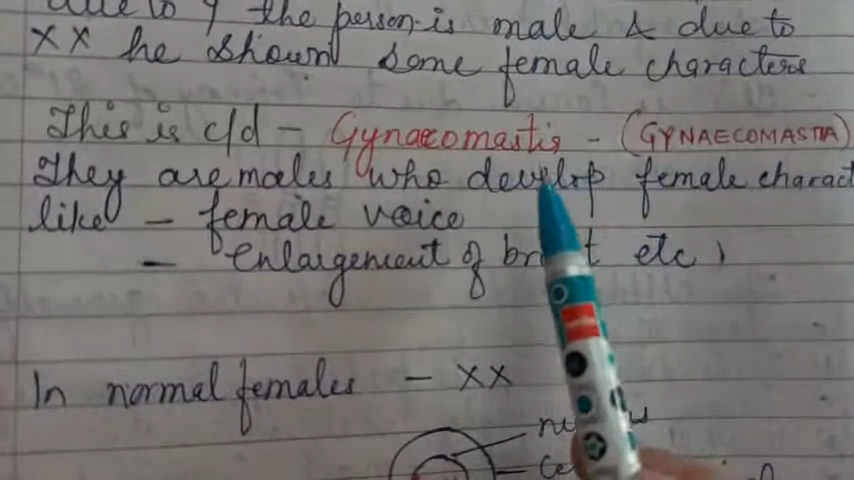 due to Y the person is male & due to
XX he shown some female characters
This is c/d - Gynaecomastis - (GYNAECOMASTIA)
They are males who develop female charact
like - female voice
- Enlargement of br t etc )
In normal females - XX